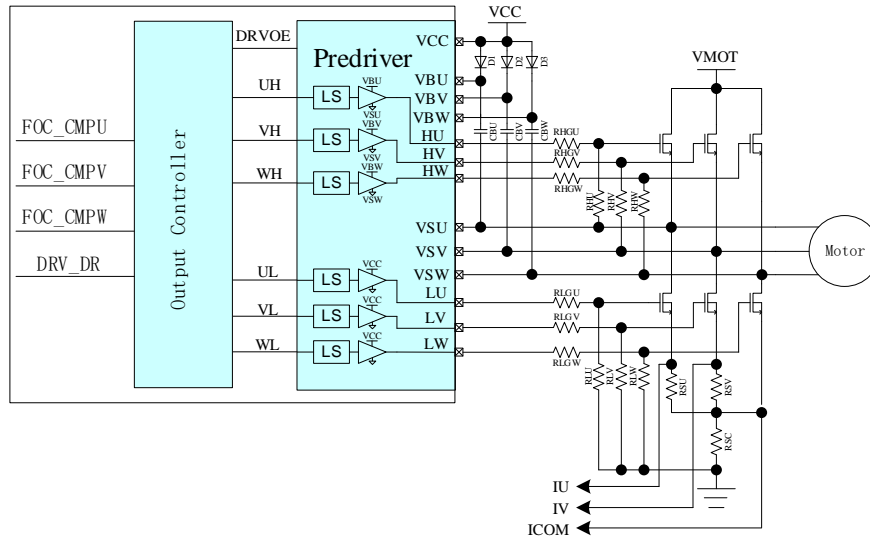 VCC
DRVOE
Predriver
VCC
D1
D2
D3
VMOT
UH
LS
VBU
VSU
VBU
VBV
VBW
CBU
CBV
CBW
FOC_CMPU
VH
LS
VBV
VSV
HU
RHGU
HV
RHGV
FOC_CMPV
WH
LS
VBW
VSW
HW
RHGW
RHU
RHV
RHW
FOC_CMPW
Output Controller
VSU
VSV
Motor
DRV_DR
VSW
UL
LS
VCC
LU
RLGU
VL
LS
VCC
LV
RLGV
WL
LS
VCC
LW
RLGW
RLU
RLV
RLW
RSU
RSV
RSC
IU
IV
ICOM